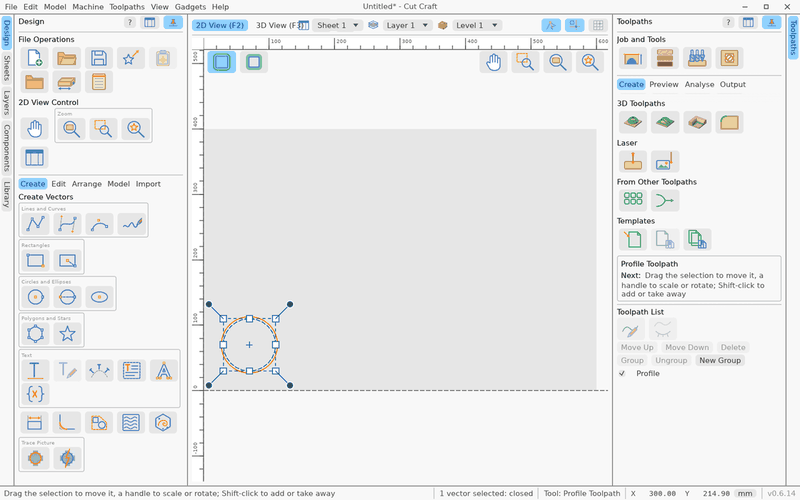 Untitled* - Cut Craft
File Edit Model Machine Toolpaths View Gadgets Help
Design
?
2D View (F2)
3D View (F3)
Sheet 1
Layer 1
Level 1
Toolpaths
?
Design
Sheets
Layers
Components
Library
File Operations
2D View Control
Zoom
Create Edit Arrange Model Import
Create Vectors
Lines and Curves
Rectangles
Circles and Ellipses
Polygons and Stars
Text
Trace Picture
0 100 200 300 400 500 600
500
400
300
200
100
0
-100
Toolpaths
Job and Tools
Create Preview Analyse Output
3D Toolpaths
Laser
From Other Toolpaths
Templates
Profile Toolpath
Next: Drag the selection to move it, a
handle to scale or rotate; Shift-click to
add or take away
Toolpath List
Move Up Move Down Delete
Group Ungroup New Group
Profile
Drag the selection to move it, a handle to scale or rotate; Shift-click to add or take away
1 vector selected: closed
Tool: Profile Toolpath
X 300.00 Y 214.90 mm
v0.6.14